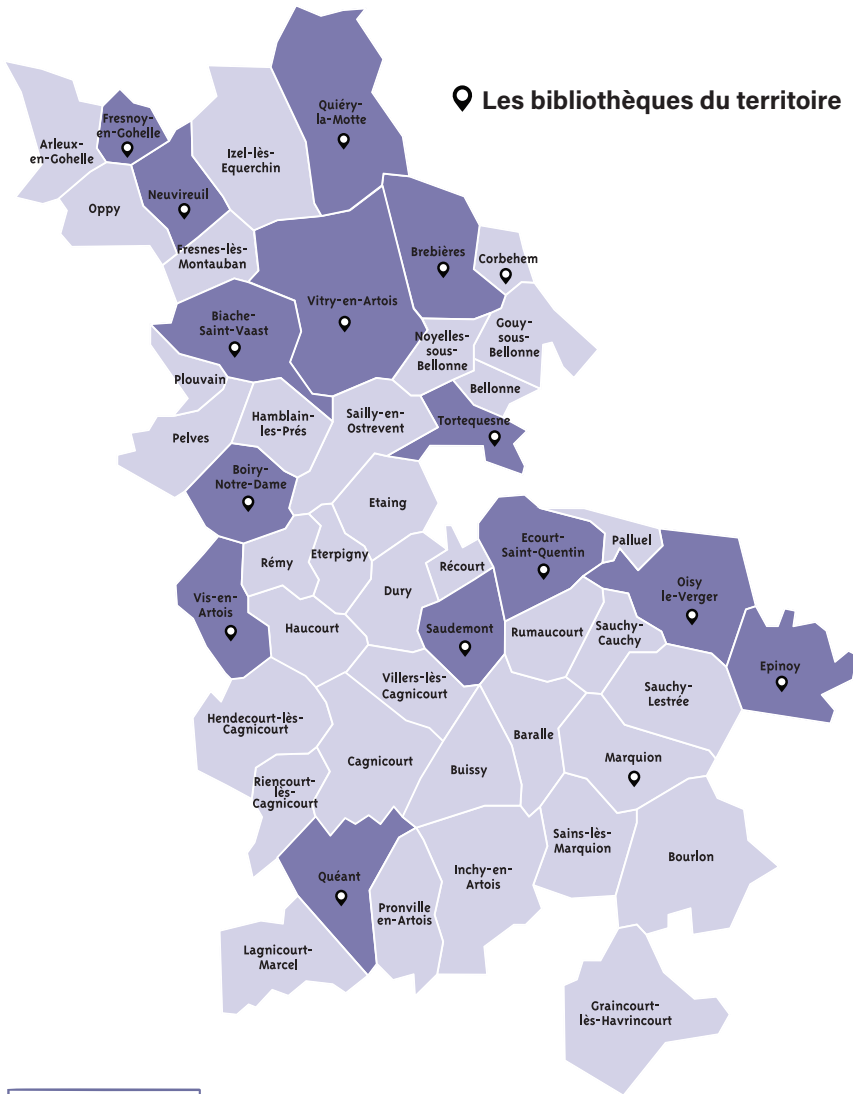 Les bibliothèques du territoire
Quiéry-
la-Motte
Fresnoy-
en-Gohelle
Arleux-
en-Gohelle
Izel-lès-
Equerchin
Neuvireuil
Oppy
Fresnes-lès-
Montauban
Brebières
Corbehem
Vitry-en-Artois
Biache-
Saint-Vaast
Gouy-
sous-
Bellonne
Noyelles-
sous-
Bellonne
Plouvain
Bellonne
Hamblain-
les-Prés
Sailly-en-
Ostrevent
Tortequesne
Pelves
Boiry-
Notre-Dame
Etaing
Ecourt-
Saint-Quentin
Palluel
Eterpigny
Rémy
Récourt
Oisy
le-Verger
Dury
Vis-en-
Artois
Haucourt
Saudemont
Rumaucourt
Sauchy-
Cauchy
Epinoy
Villers-lès-
Cagnicourt
Sauchy-
Lestrée
Hendecourt-lès-
Cagnicourt
Baralle
Cagnicourt
Buissy
Marquion
Riencourt-
lès-
Cagnicourt
Sains-lès-
Marquion
Bourlon
Quéant
Inchy-en-
Artois
Pronville
en-Artois
Lagnicourt-
Marcel
Graincourt-
lès-Havrincourt